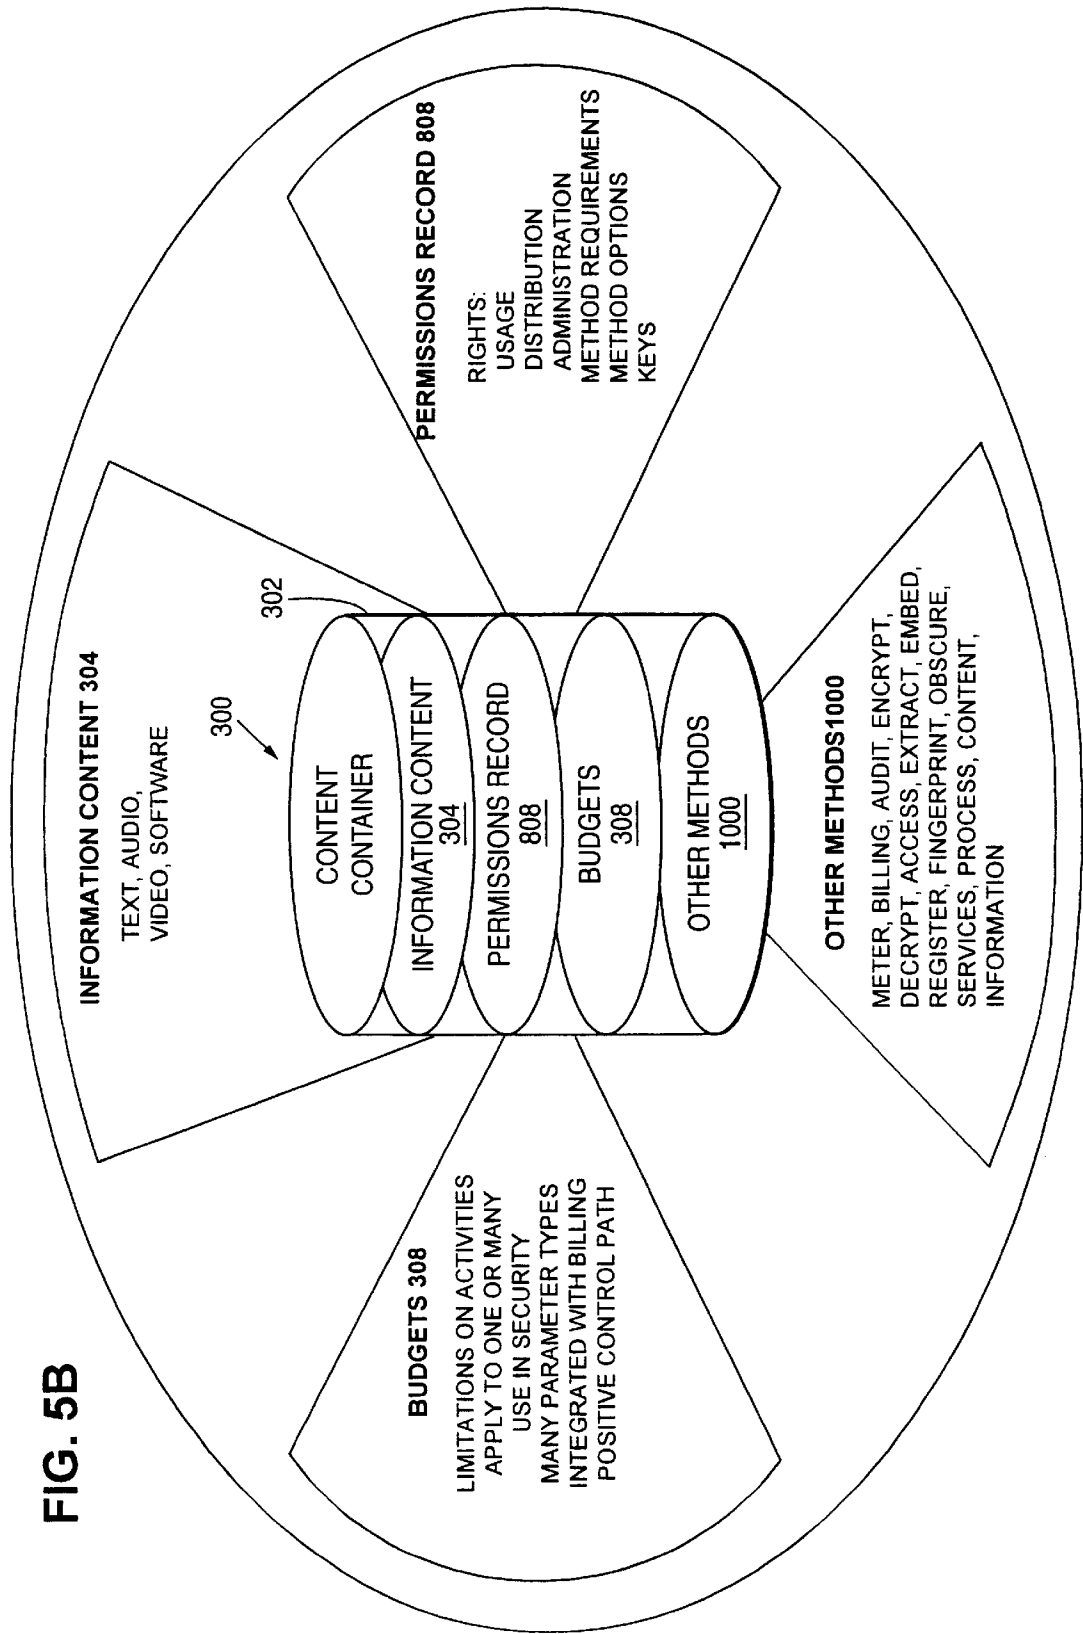 FIG. 5B
INFORMATION CONTENT 304
TEXT, AUDIO,
VIDEO, SOFTWARE
300
302
CONTENT
CONTAINER
INFORMATION CONTENT
304
PERMISSIONS RECORD
808
BUDGETS
308
OTHER METHODS
1000
BUDGETS 308
LIMITATIONS ON ACTIVITIES
APPLY TO ONE OR MANY
USE IN SECURITY
MANY PARAMETER TYPES
INTEGRATED WITH BILLING
POSITIVE CONTROL PATH
PERMISSIONS RECORD 808
RIGHTS:
USAGE
DISTRIBUTION
ADMINISTRATION
METHOD REQUIREMENTS
METHOD OPTIONS
KEYS
OTHER METHODS1000
METER, BILLING, AUDIT, ENCRYPT,
DECRYPT, ACCESS, EXTRACT, EMBED,
REGISTER, FINGERPRINT, OBSCURE,
SERVICES, PROCESS, CONTENT,
INFORMATION